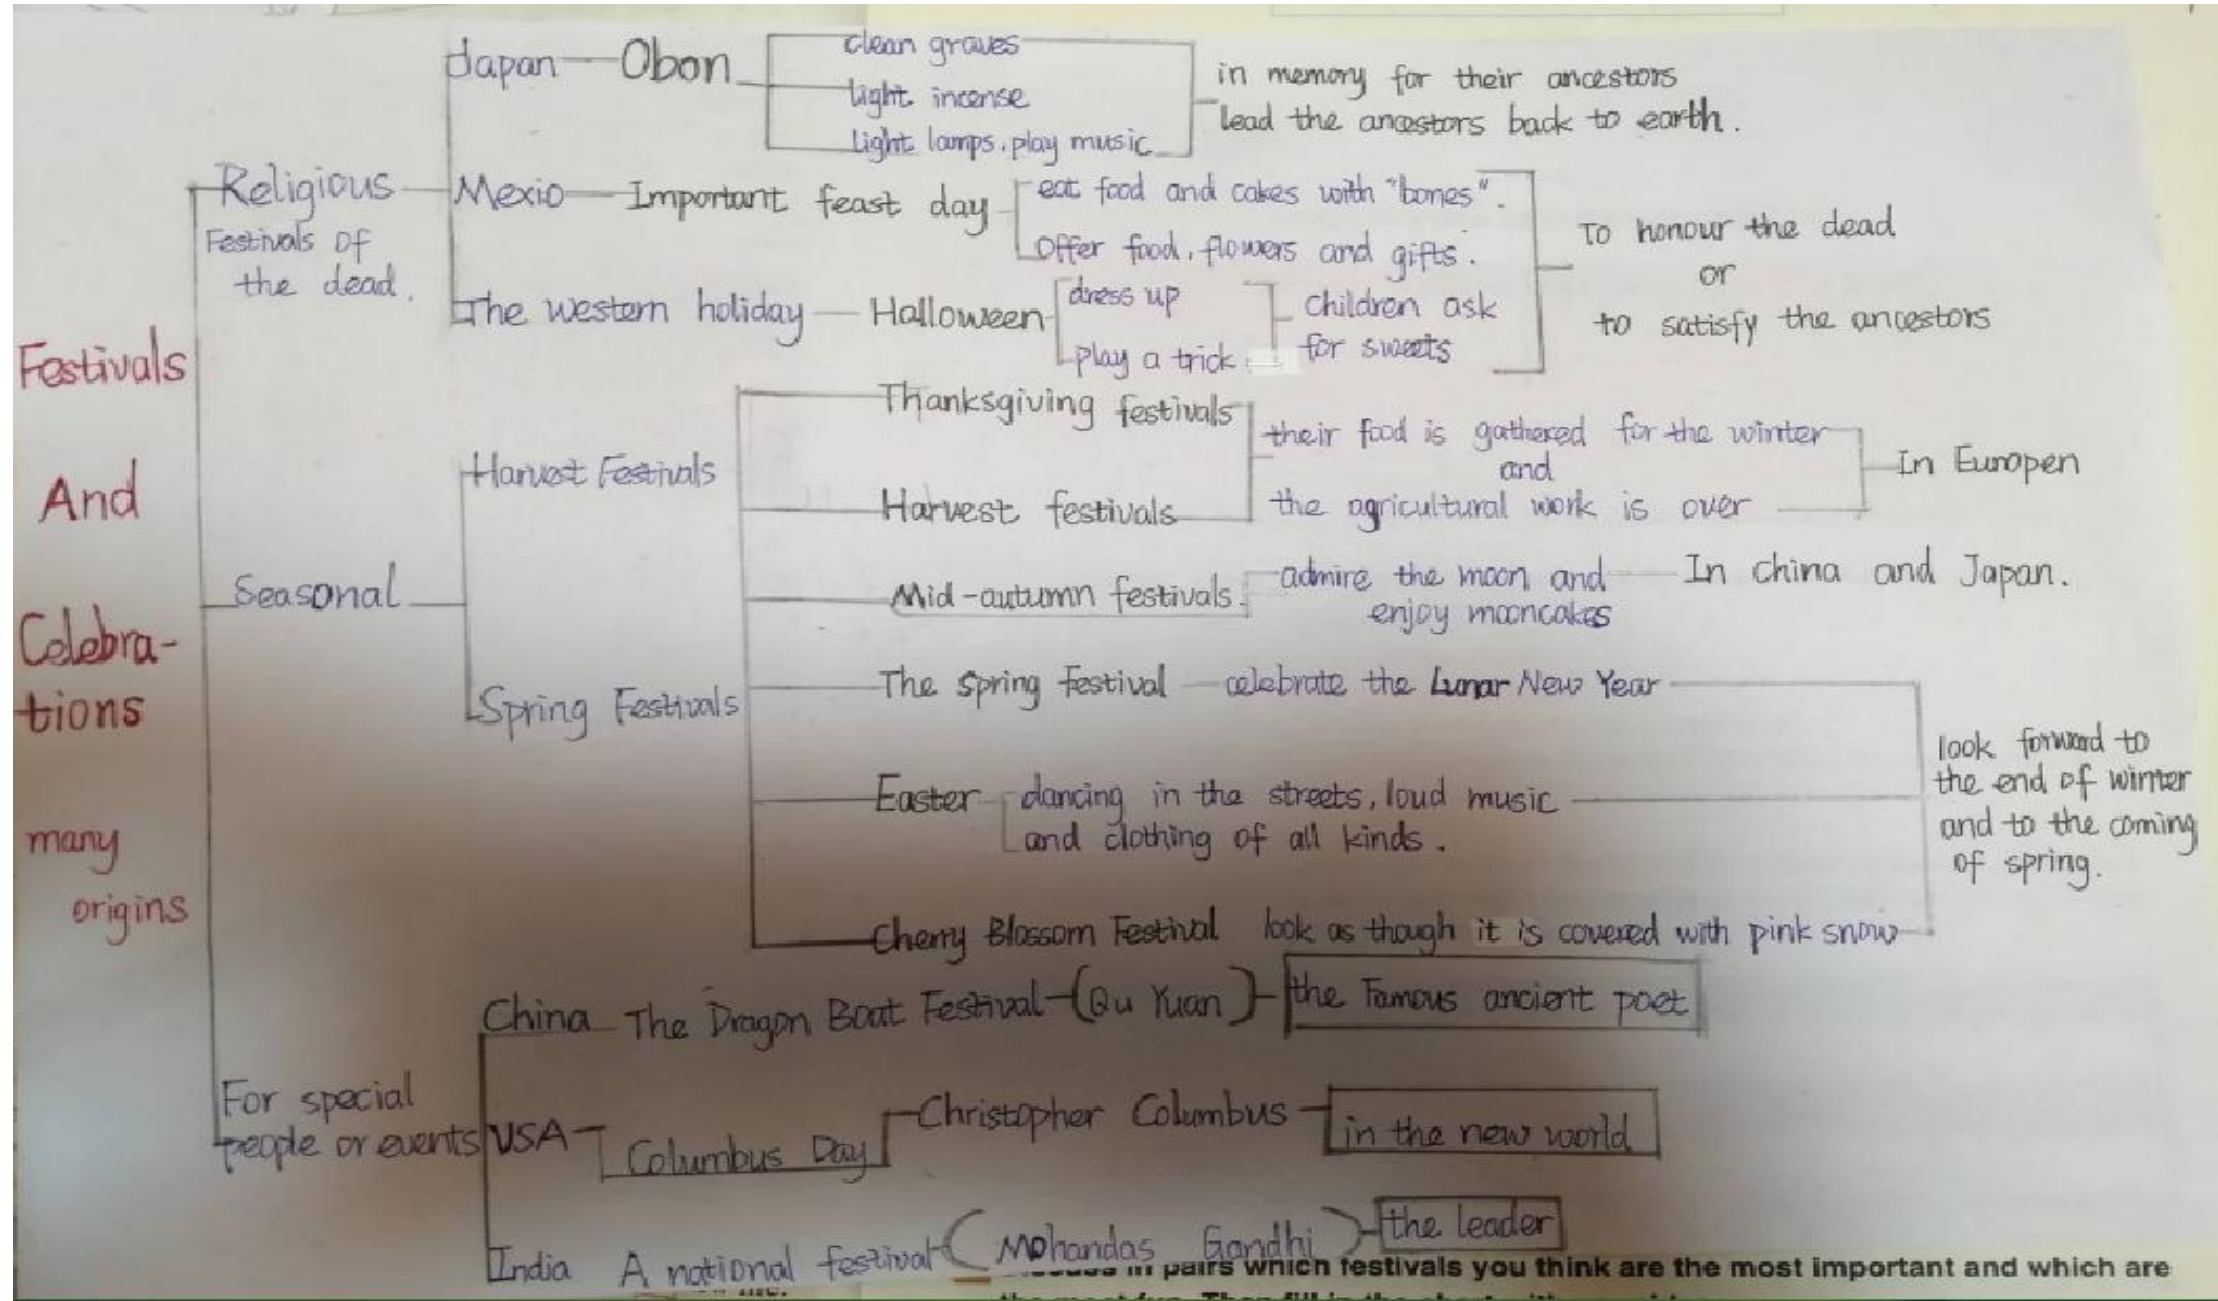 Festivals
And
Celebra-
tions
many
origins
Religious
Festivals of
the dead.
Japan Obon
clean graves
light incense
light lamps. play music
in memory for their ancestors
lead the ancestors back to earth.
Mexio Important feast day
eat food and cakes with "bones".
offer food. flowers and gifts.
The western holiday Halloween
dress up
play a trick
children ask
for sweets
To honour the dead
or
to satisfy the ancestors
Seasonal
Harvest Festivals
Spring Festivals
Thanksgiving festivals
Harvest festivals
their food is gathered for the winter
and
the agricultural work is over
In Europen
Mid-autumn festivals.
admire the moon and
enjoy mooncakes
In china and Japan.
The Spring Festival celebrate the Lunar New Year
Easter dancing in the streets, loud music
and clothing of all kinds.
Cherry Blossom Festival look as though it is covered with pink snow
look forward to
the end of winter
and to the coming
of spring.
For special
people or events
China The Dragon Boat Festival (Qu Yuan) the Famous ancient poet
USA Columbus Day Christopher Columbus in the new world
India A national festival (Mohandas Gandhi) the leader
in pairs which festivals you think are the most important and which are